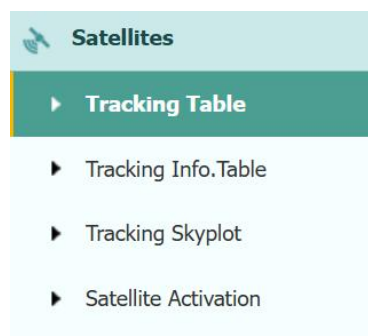 Satellites
Tracking Table
Tracking Info.Table
Tracking Skyplot
Satellite Activation